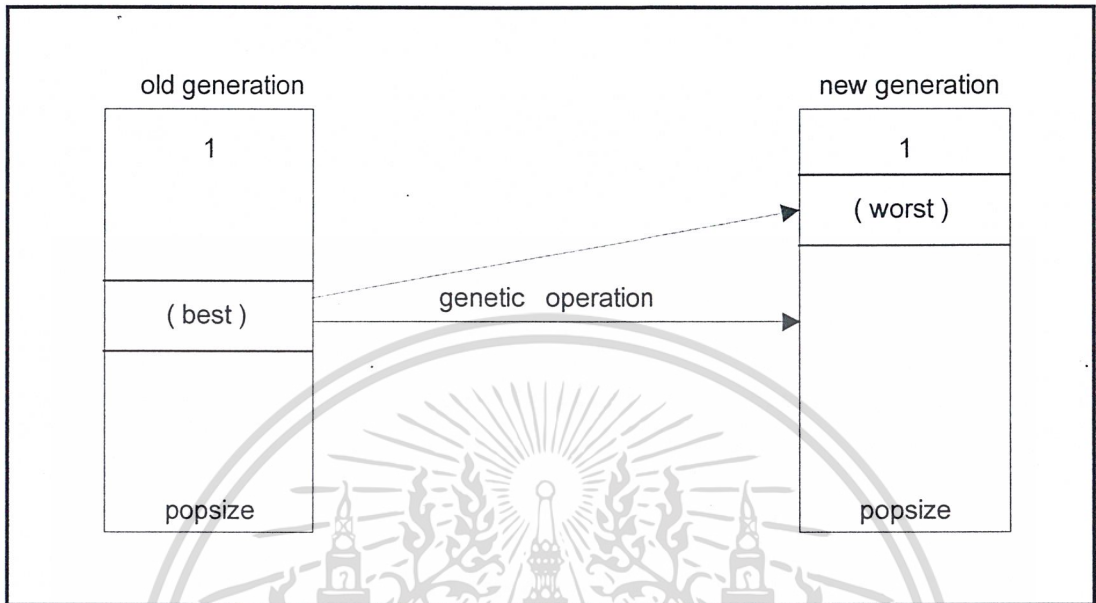 old generation
new generation
1
1
( worst )
( best )
genetic operation
popsize
popsize